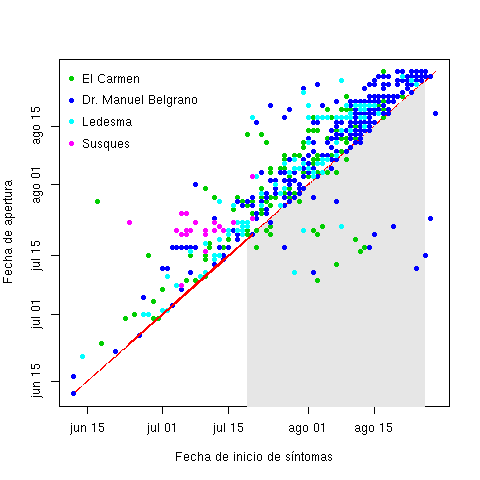 El Carmen
Dr. Manuel Belgrano
Ledesma
Susques
Fecha de apertura
ago 15
ago 01
jul 15
jul 01
jun 15
jun 15
jul 01
jul 15
ago 01
ago 15
Fecha de inicio de síntomas